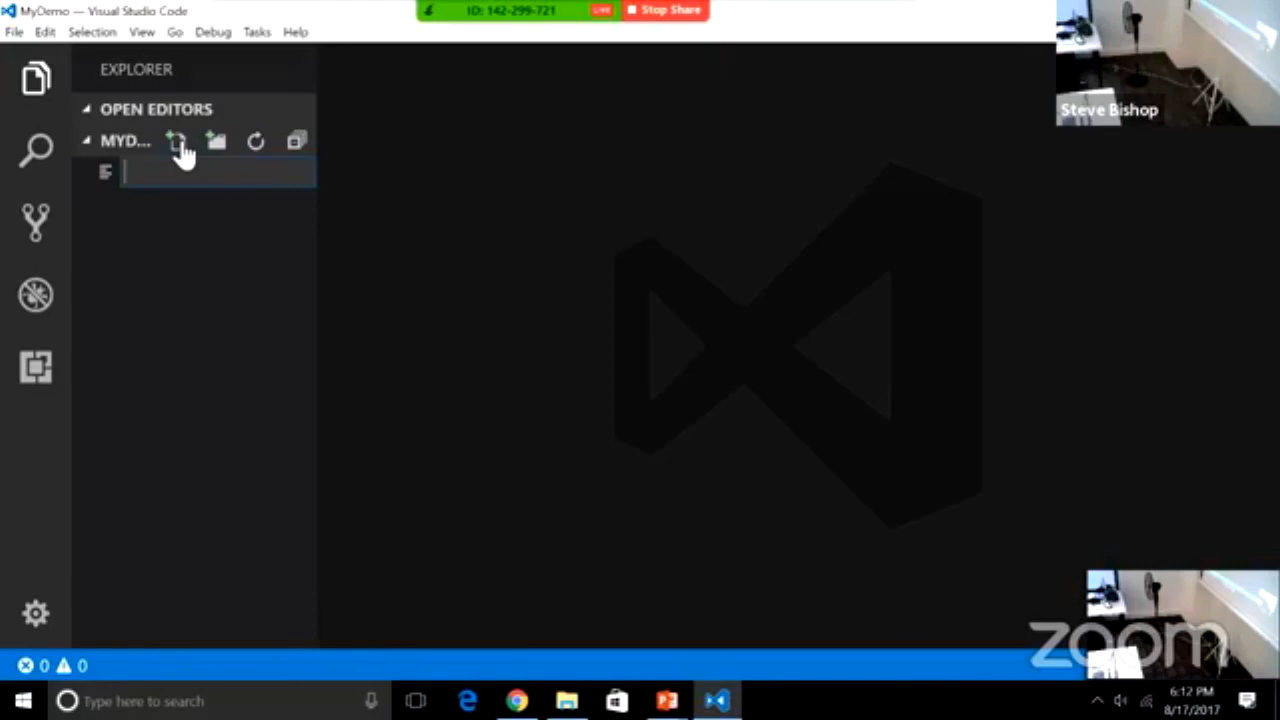 MyDemo — Visual Studio Code
ID: 142-299-721
LIVE
Stop Share
File Edit Selection View Go Debug Tasks Help
EXPLORER
OPEN EDITORS
MYD...
Steve Bishop
zoom
0 0
Type here to search
6:12 PM
8/17/2017